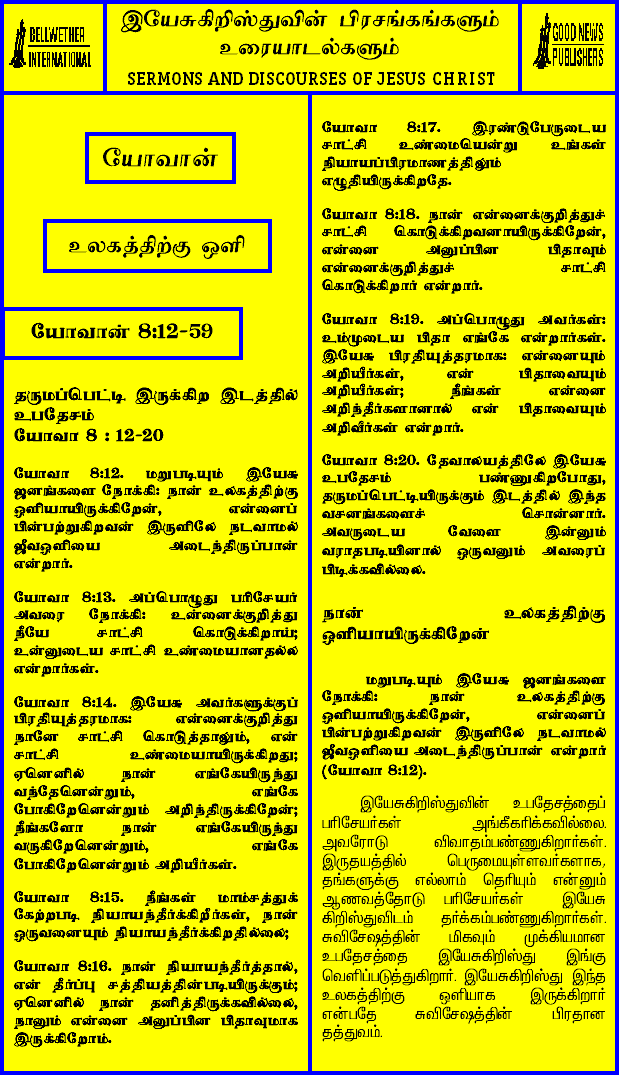 BELLWETHER
INTERNATIONAL
இயேசுகிறிஸ்துவின் பிரசங்கங்களும்
உரையாடல்களும்
SERMONS AND DISCOURSES OF JESUS CHRIST
GOOD NEWS
PUBLISHERS
யோவான்
உலகத்திற்கு ஒளி
யோவான் 8:12-59
தருமப்பெட்டி இருக்கிற இடத்தில்
உபதேசம்
யோவா 8 : 12-20
யோவா 8:12. மறுபடியும் இயேசு
ஜனங்களை நோக்கி: நான் உலகத்திற்கு
ஒளியாயிருக்கிறேன், என்னைப்
பின்பற்றுகிறவன் இருளிலே நடவாமல்
ஜீவஒளியை அடைந்திருப்பான்
என்றார்.
யோவா 8:13. அப்பொழுது பரிசேயர்
அவரை நோக்கி: உன்னைக்குறித்து
நீயே சாட்சி கொடுக்கிறாய்;
உன்னுடைய சாட்சி உண்மையானதல்ல
என்றார்கள்.
யோவா 8:14. இயேசு அவர்களுக்குப்
பிரதியுத்தரமாக: என்னைக்குறித்து
நானே சாட்சி கொடுத்தாலும், என்
சாட்சி உண்மையாயிருக்கிறது;
ஏனெனில் நான் எங்கேயிருந்து
வந்தேனென்றும், எங்கே
போகிறேனென்றும் அறிந்திருக்கிறேன்;
நீங்களோ நான் எங்கேயிருந்து
வருகிறேனென்றும், எங்கே
போகிறேனென்றும் அறியீர்கள்.
யோவா 8:15. நீங்கள் மாம்சத்துக்
கேற்றபடி நியாயந்தீர்க்கிறீர்கள், நான்
ஒருவனையும் நியாயந்தீர்க்கிறதில்லை;
யோவா 8:16. நான் நியாயந்தீர்த்தால்,
என் தீர்ப்பு சத்தியத்தின்படியிருக்கும்;
ஏனெனில் நான் தனித்திருக்கவில்லை,
நானும் என்னை அனுப்பின பிதாவுமாக
இருக்கிறோம்.
யோவா 8:17. இரண்டுபேருடைய
சாட்சி உண்மையென்று உங்கள்
நியாயப்பிரமாணத்திலும்
எழுதியிருக்கிறதே.
யோவா 8:18. நான் என்னைக்குறித்துச்
சாட்சி கொடுக்கிறவனாயிருக்கிறேன்,
என்னை அனுப்பின பிதாவும்
என்னைக்குறித்துச் சாட்சி
கொடுக்கிறார் என்றார்.
யோவா 8:19. அப்பொழுது அவர்கள்:
உம்முடைய பிதா எங்கே என்றார்கள்.
இயேசு பிரதியுத்தரமாக: என்னையும்
அறியீர்கள், என் பிதாவையும்
அறியீர்கள்; நீங்கள் என்னை
அறிந்தீர்களானால் என் பிதாவையும்
அறிவீர்கள் என்றார்.
யோவா 8:20. தேவாலயத்திலே இயேசு
உபதேசம் பண்ணுகிறபோது,
தருமப்பெட்டியிருக்கும் இடத்தில் இந்த
வசனங்களைச் சொன்னார்.
அவருடைய வேளை இன்னும்
வராதபடியினால் ஒருவனும் அவரைப்
பிடிக்கவில்லை.
நான் உலகத்திற்கு
ஒளியாயிருக்கிறேன்
மறுபடியும் இயேசு ஜனங்களை
நோக்கி: நான் உலகத்திற்கு
ஒளியாயிருக்கிறேன், என்னைப்
பின்பற்றுகிறவன் இருளிலே நடவாமல்
ஜீவஒளியை அடைந்திருப்பான் என்றார்
(யோவா 8:12).
இயேசுகிறிஸ்துவின் உபதேசத்தைப்
பரிசேயர்கள் அங்கீகரிக்கவில்லை.
அவரோடு விவாதம்பண்ணுகிறார்கள்.
இருதயத்தில் பெருமையுள்ளவர்களாக,
தங்களுக்கு எல்லாம் தெரியும் என்னும்
ஆணவத்தோடு பரிசேயர்கள் இயேசு
கிறிஸ்துவிடம் தர்க்கம்பண்ணுகிறார்கள்.
சுவிசேஷத்தின் மிகவும் முக்கியமான
உபதேசத்தை இயேசுகிறிஸ்து இங்கு
வெளிப்படுத்துகிறார். இயேசுகிறிஸ்து இந்த
உலகத்திற்கு ஒளியாக இருக்கிறார்
என்பதே சுவிசேஷத்தின் பிரதான
தத்துவம்.